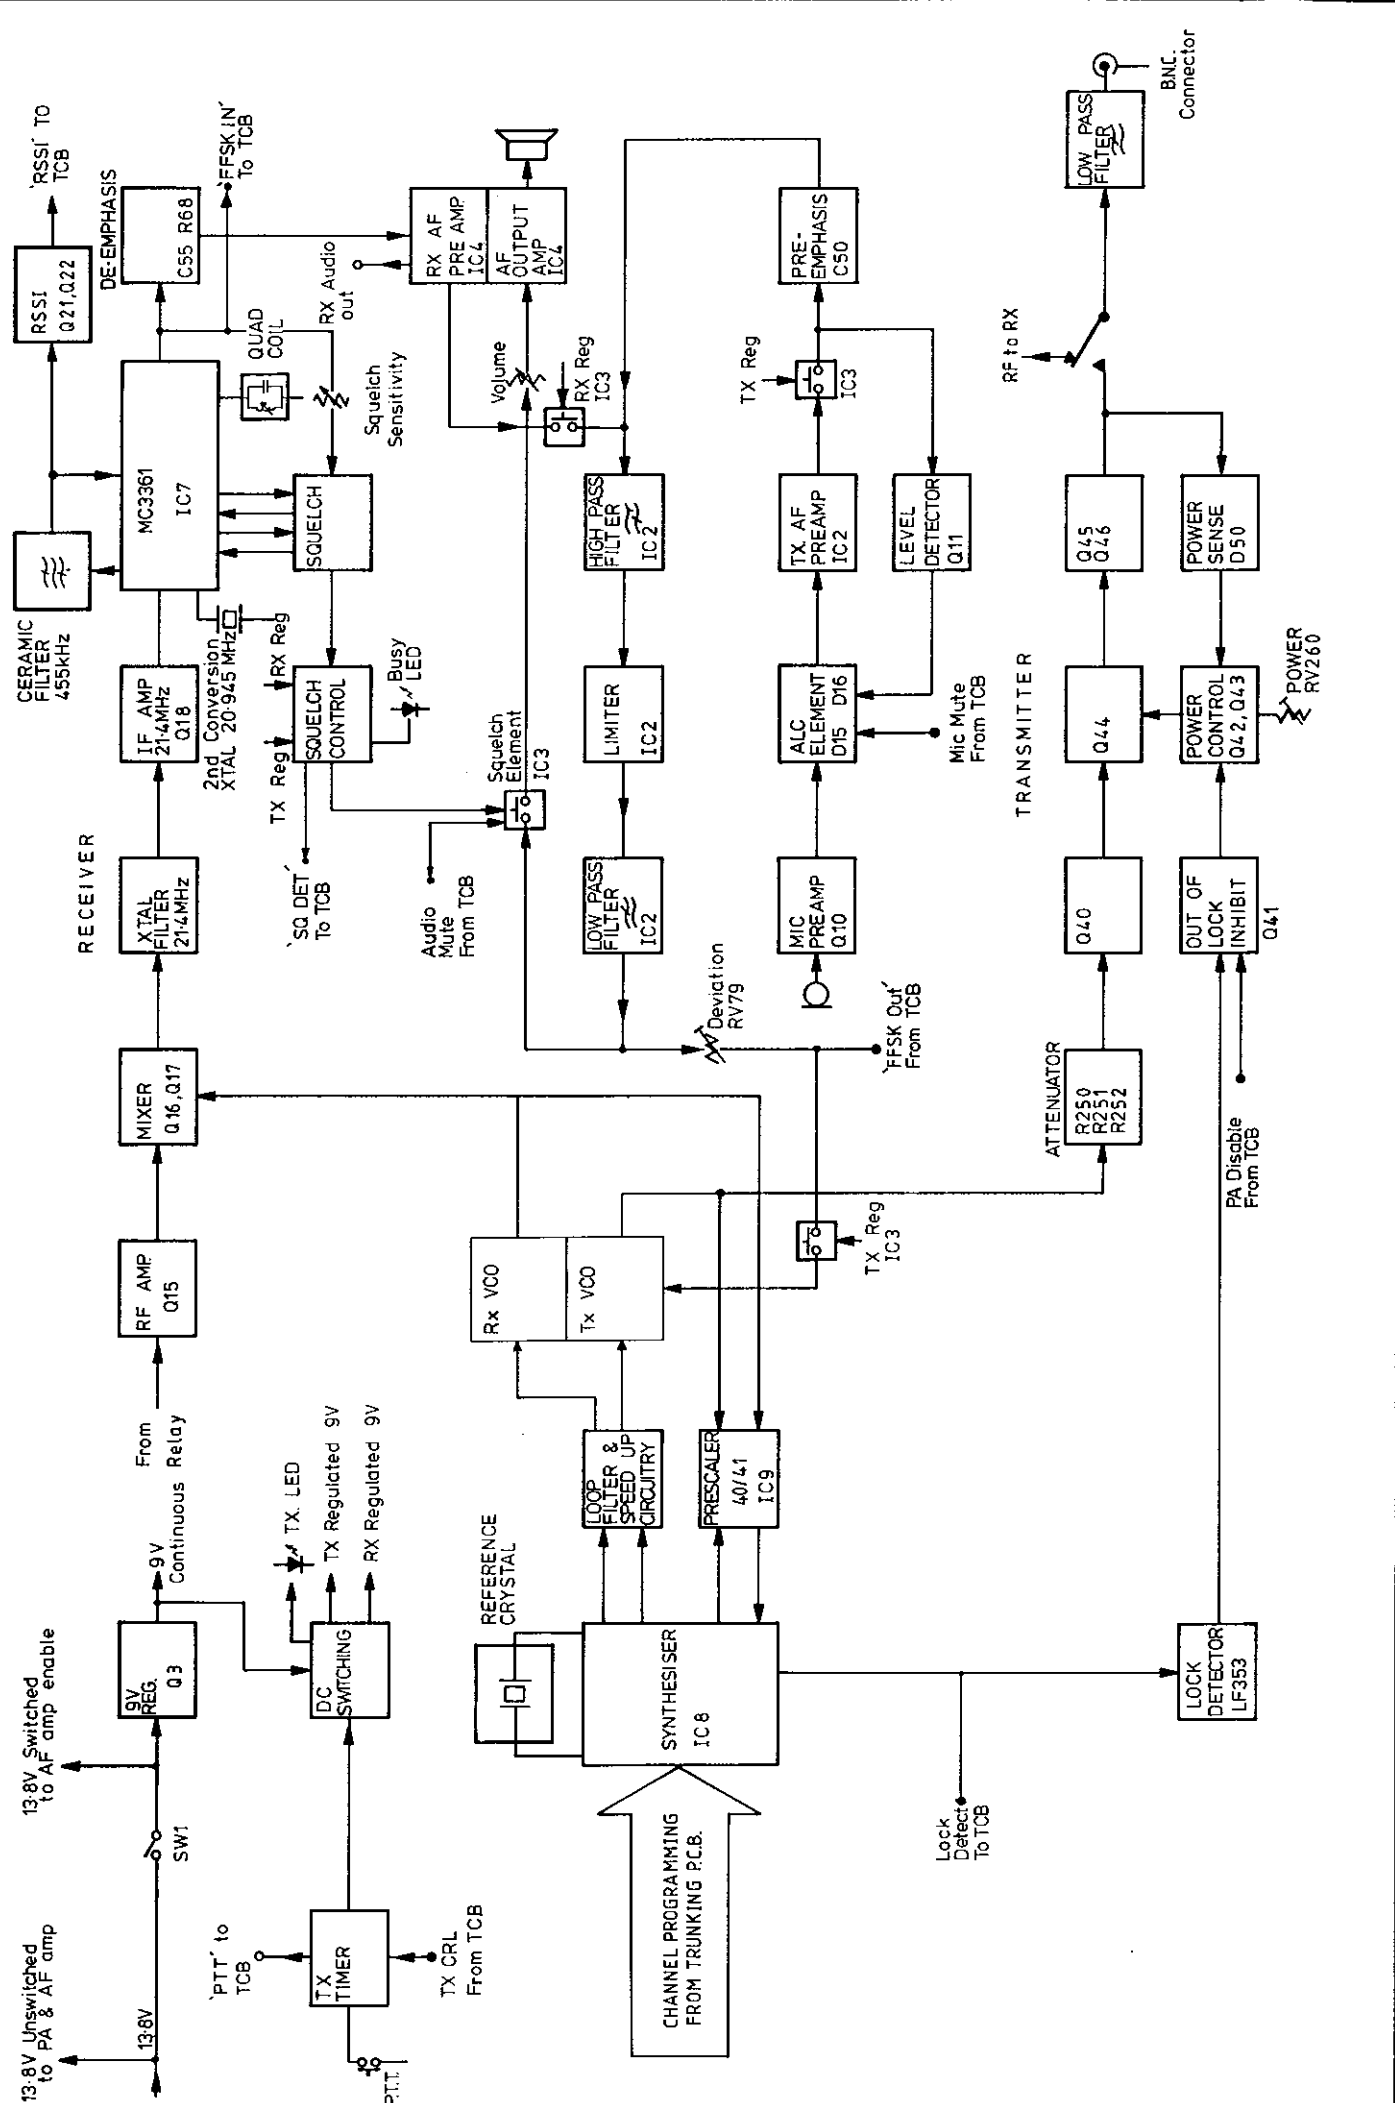 13·8V Unswitched
to PA & AF amp
13·8V
13·8V Switched
to AF amp enable
SW1
9V
REG.
Q3
9V
Continuous Relay
From
RF AMP
Q15
MIXER
Q16,Q17
RECEIVER
XTAL
FILTER
21·4MHz
IF AMP
21·4MHz
Q18
CERAMIC
FILTER
455kHz
MC3361
IC7
RSSI
Q21,Q22
'RSSI' TO
TCB
DE-EMPHASIS
C55 R68
'FFSK IN'
To TCB
QUAD
COIL
2nd Conversion
XTAL 20·945MHz
P.T.T.
'PTT' to
TCB
TX
TIMER
TX CRL
From TCB
DC
SWITCHING
TX. LED
TX Regulated 9V
RX Regulated 9V
TX Reg
RX Reg
SQUELCH
CONTROL
Busy
LED
'SQ DET'
To TCB
SQUELCH
Squelch
Sensitivity
RX Audio
out
RX AF
PRE AMP.
IC4
AF
OUTPUT
AMP
IC4
Audio
Mute
From TCB
Squelch
Element
IC3
Volume
RX Reg
IC3
REFERENCE
CRYSTAL
CHANNEL PROGRAMMING
FROM TRUNKING P.C.B.
SYNTHESISER
IC8
LOOP
FILTER &
SPEED UP
CIRCUITRY
PRESCALER
40/41
IC9
Rx VCO
Tx VCO
TX Reg
IC3
LOW PASS
FILTER
IC2
LIMITER
IC2
HIGH PASS
FILTER
IC2
Deviation
RV79
'FFSK Out'
From TCB
MIC
PREAMP
Q10
ALC
ELEMENT
D15 D16
TX. AF
PREAMP
IC2
TX Reg
IC3
PRE-
EMPHASIS
C50
LEVEL
DETECTOR
Q11
Mic Mute
From TCB
Lock
Detect
To TCB
LOCK
DETECTOR
LF353
ATTENUATOR
R250
R251
R252
PA Disable
From TCB
TRANSMITTER
Q40
Q44
Q45
Q46
OUT OF
LOCK
INHIBIT
Q41
POWER
CONTROL
Q42,Q43
POWER
SENSE
D50
POWER
RV260
RF to RX
LOW PASS
FILTER
B.N.C.
Connector